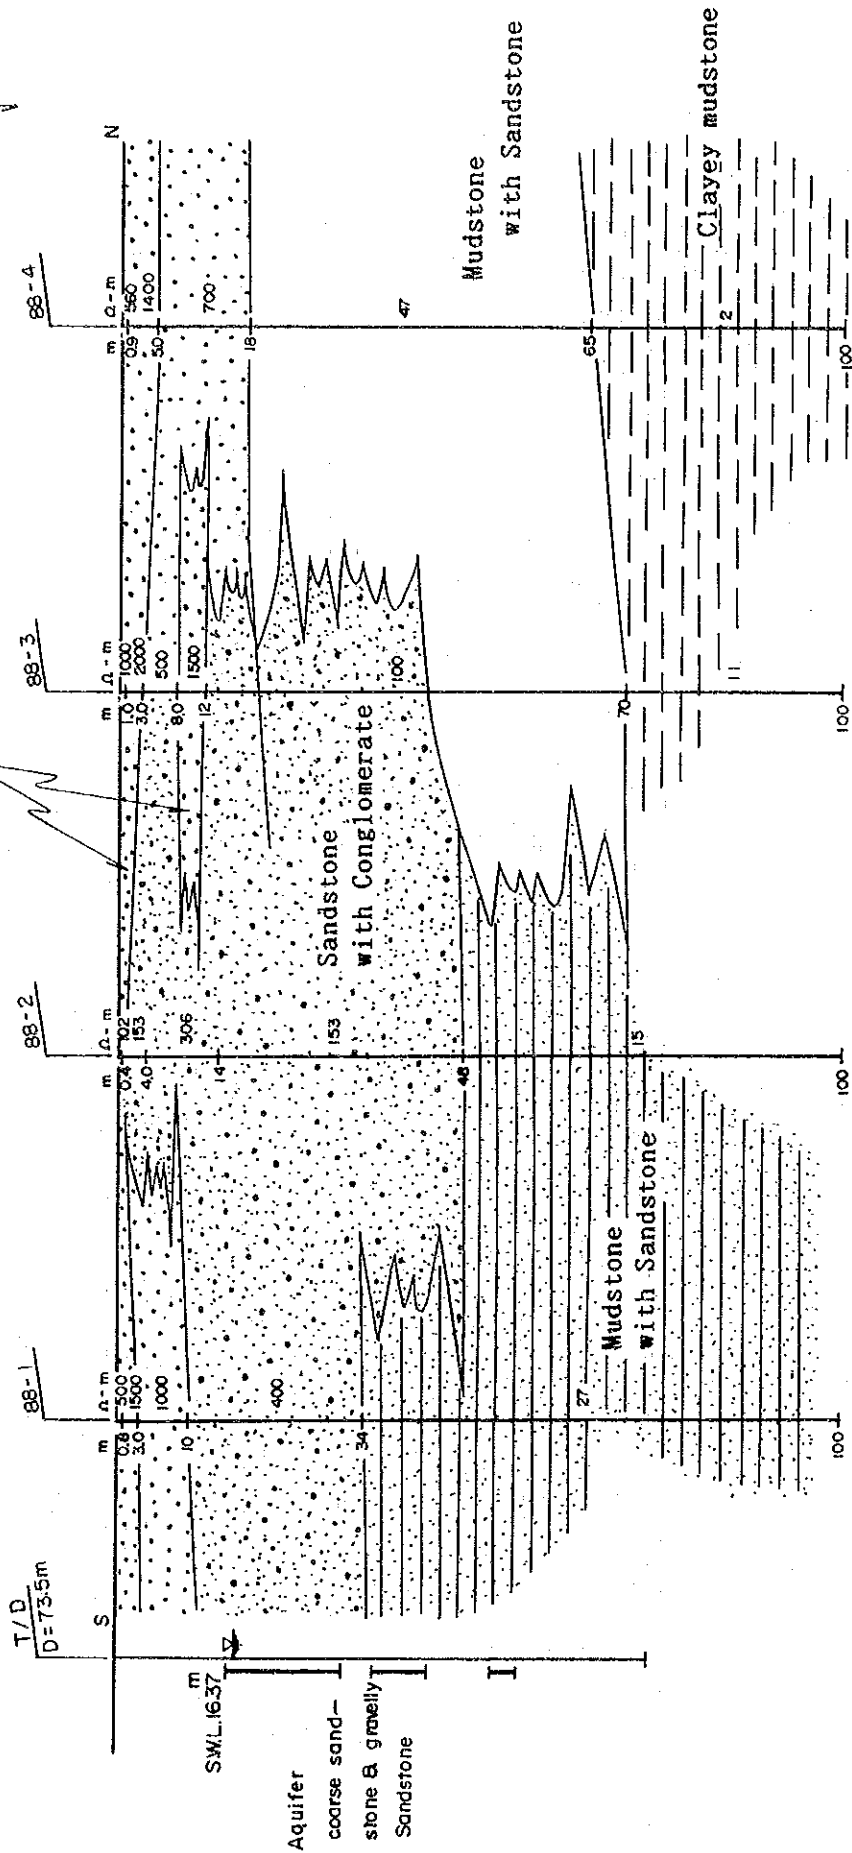 T/D
D=73.5m
S
88-1
88-2
88-3
88-4
N
m
Ω-m
0.8
500
3.0
1500
1000
10
400
34
27
100
m
Ω-m
0.4
102
4.0
153
306
14
153
48
15
100
m
Ω-m
1.0
1000
3.0
2000
500
8.0
1500
12
100
70
11
100
m
Ω-m
0.9
560
5.0
1400
700
18
47
65
2
100
S.W.L.16.37
m
Aquifer
coarse sand-
stone & gravelly
Sandstone
Sandstone
with Conglomerate
Mudstone
with Sandstone
Mudstone
with Sandstone
Clayey mudstone